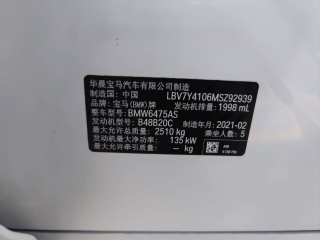 华晨宝马汽车有限公司制造
制造国：中国 LBV7Y4106MSZ92939
品牌：宝马(BMW)牌 发动机排量：1998 mL
整车型号：BMW6475AS
发动机型号：B48B20C 制造年月：2021-02
最大允许总质量：2510 kg 乘坐人数：5
发动机最大净功率：135 kW
最大允许牵引质量：-- kg